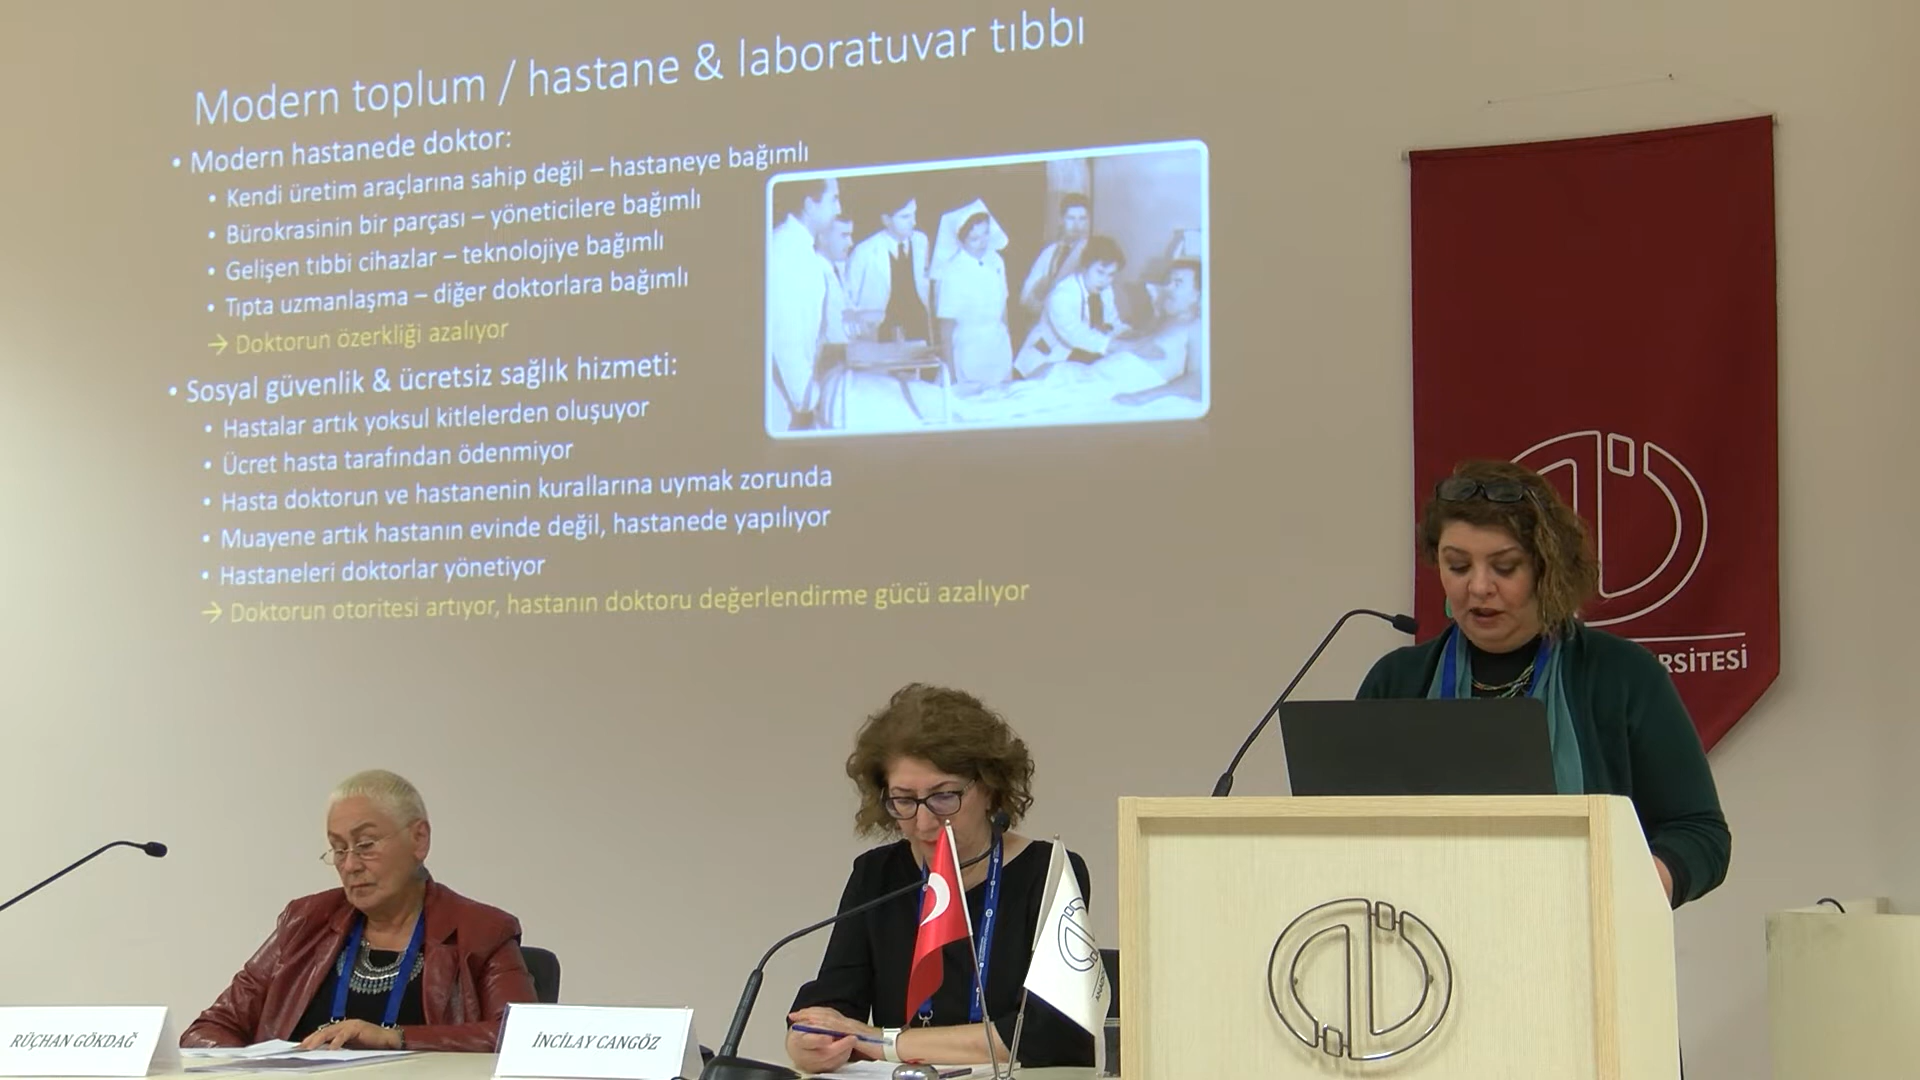 Modern toplum / hastane & laboratuvar tıbbı
• Modern hastanede doktor:
• Kendi üretim araçlarına sahip değil – hastaneye bağımlı
• Bürokrasinin bir parçası – yöneticilere bağımlı
• Gelişen tıbbi cihazlar – teknolojiye bağımlı
• Tıpta uzmanlaşma – diğer doktorlara bağımlı
→ Doktorun özerkliği azalıyor
• Sosyal güvenlik & ücretsiz sağlık hizmeti:
• Hastalar artık yoksul kitlelerden oluşuyor
• Ücret hasta tarafından ödenmiyor
• Hasta doktorun ve hastanenin kurallarına uymak zorunda
• Muayene artık hastanın evinde değil, hastanede yapılıyor
• Hastaneleri doktorlar yönetiyor
→ Doktorun otoritesi artıyor, hastanın doktoru değerlendirme gücü azalıyor
RSİTESİ
RÜÇHAN GÖKDAĞ
İNCİLAY CANGÖZ